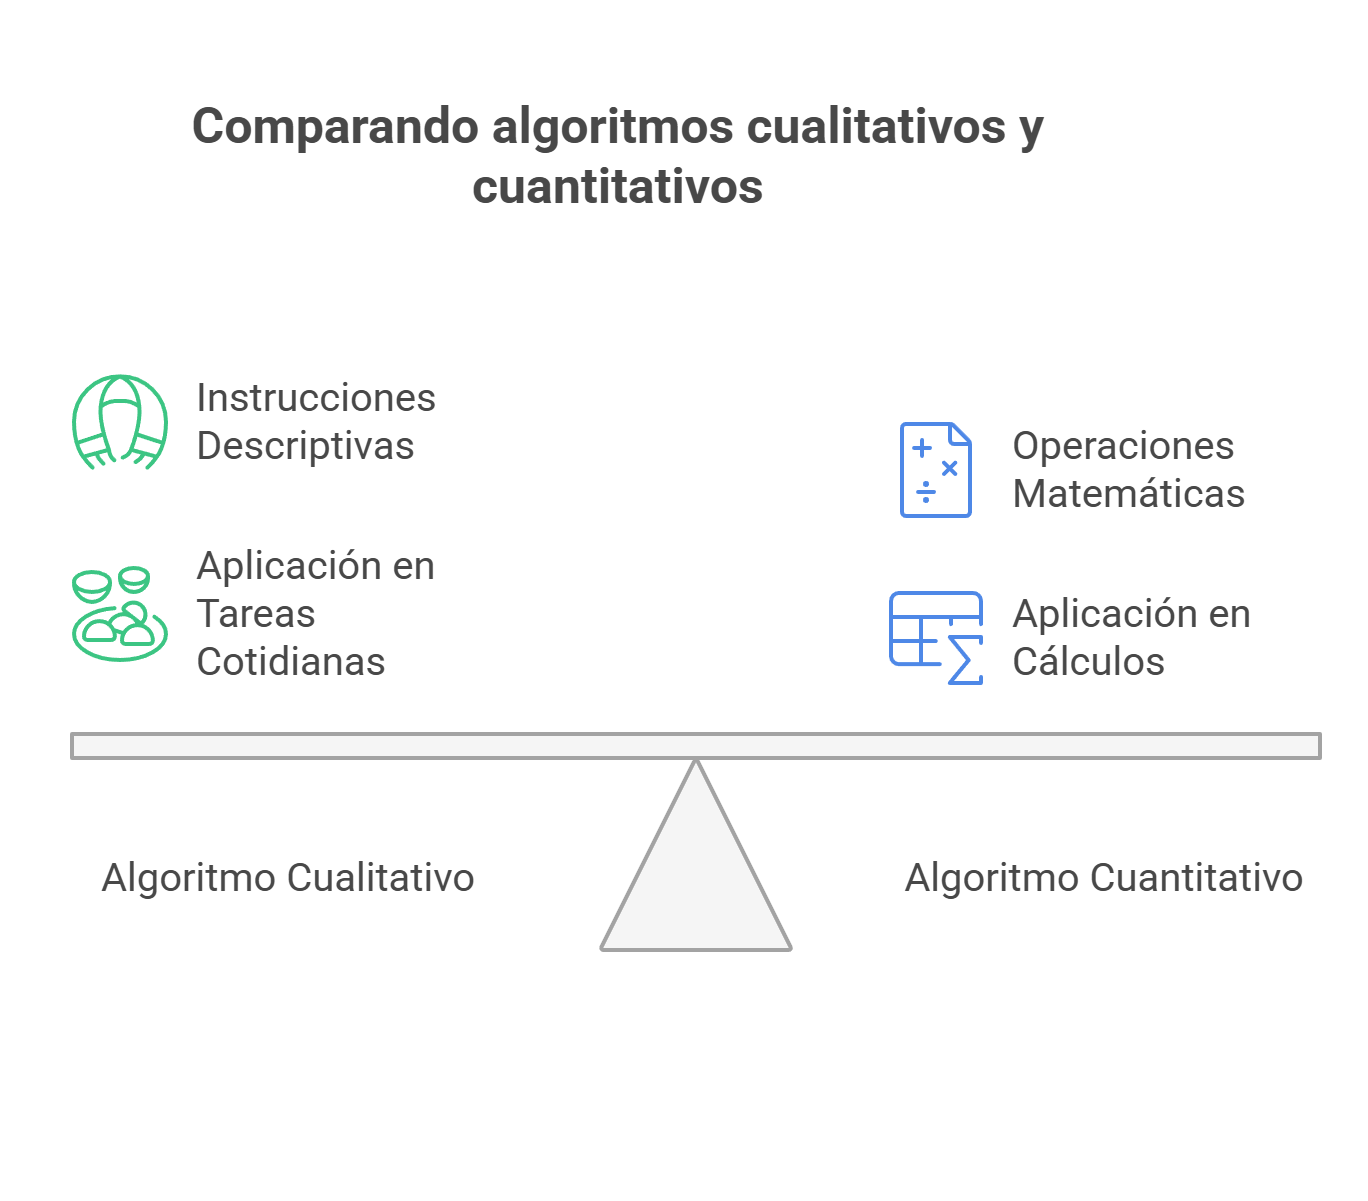 Comparando algoritmos cualitativos y
cuantitativos
Instrucciones
Descriptivas
Aplicación en
Tareas
Cotidianas
Operaciones
Matemáticas
Aplicación en
Cálculos
Algoritmo Cualitativo
Algoritmo Cuantitativo